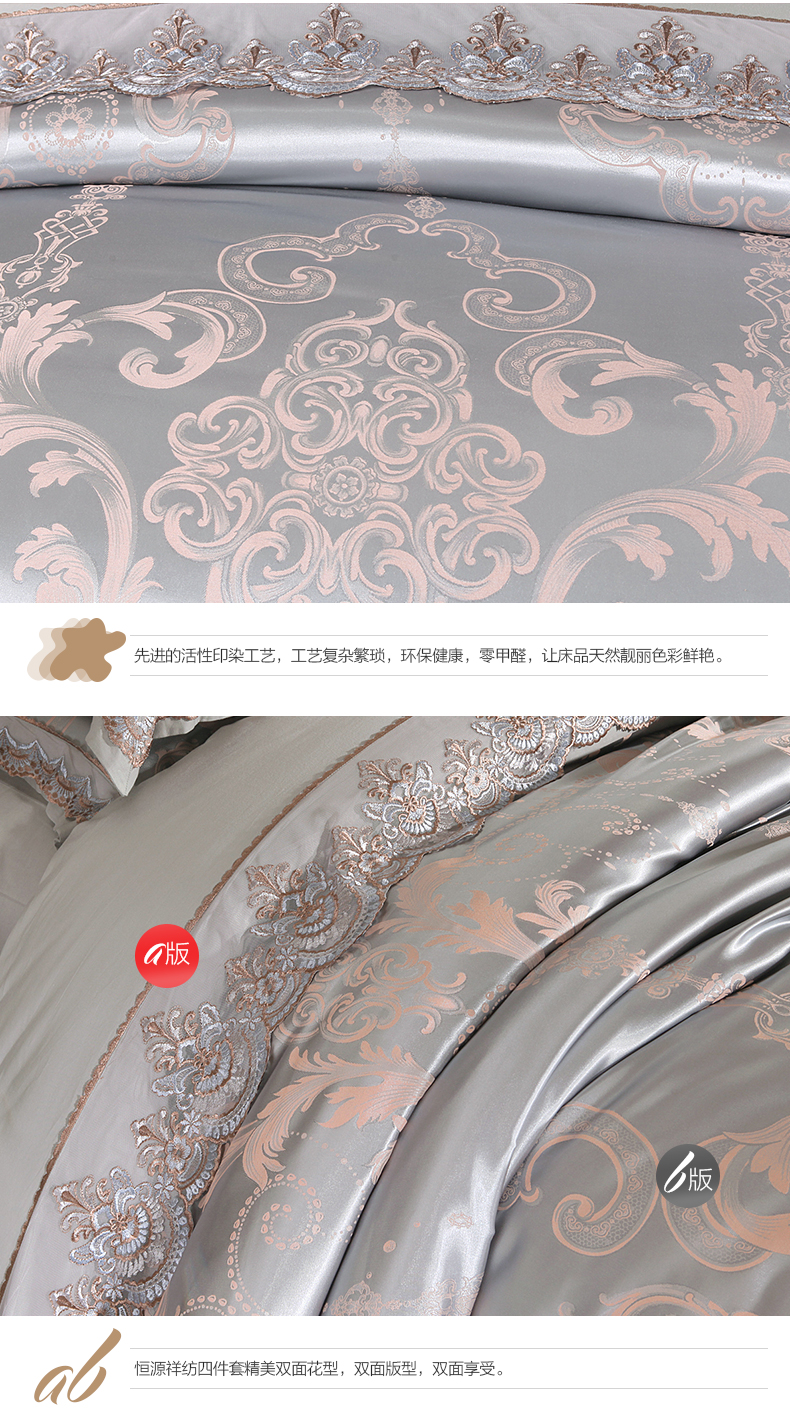 先进的活性印染工艺，工艺复杂繁琐，环保健康，零甲醛，让床品天然靓丽色彩鲜艳。
a版
b版
ab
恒源祥纺四件套精美双面花型，双面版型，双面享受。